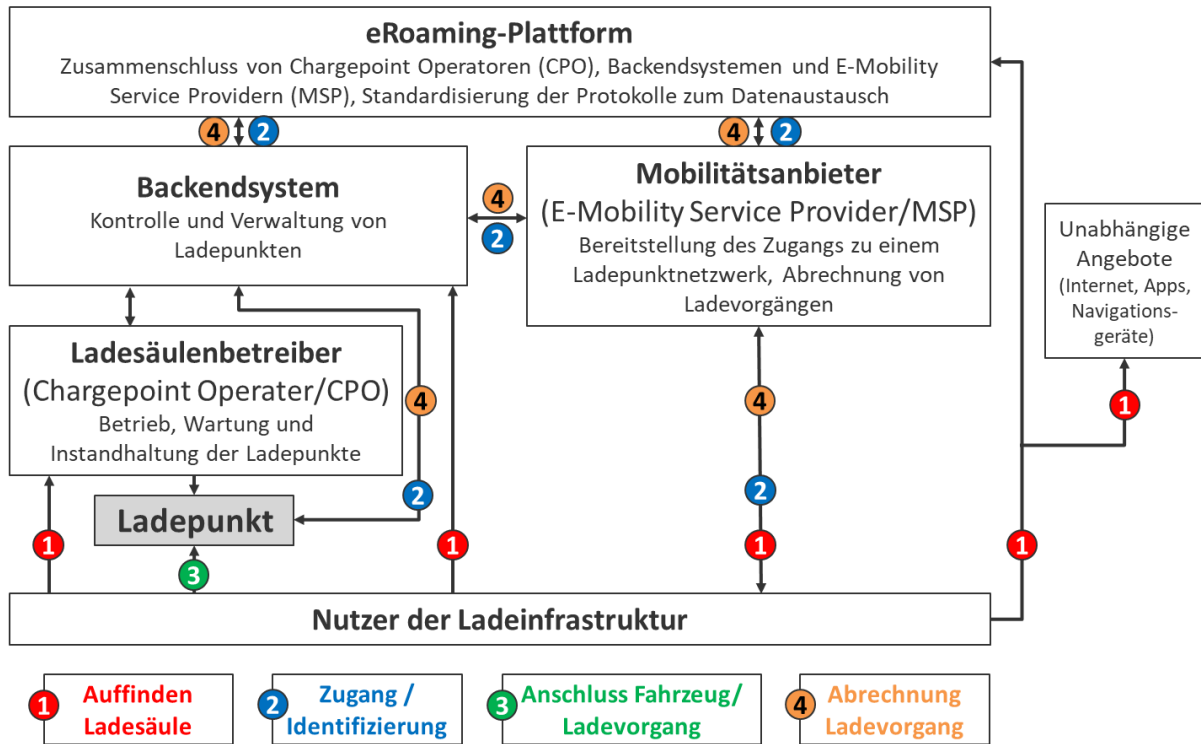 eRoaming-Plattform
Zusammenschluss von Chargepoint Operatoren (CPO), Backendsystemen und E-Mobility
Service Providern (MSP), Standardisierung der Protokolle zum Datenaustausch
4
2
4
2
Backendsystem
Kontrolle und Verwaltung von
Ladepunkten
4
2
Mobilitätsanbieter
(E-Mobility Service Provider/MSP)
Bereitstellung des Zugangs zu einem
Ladepunktnetzwerk, Abrechnung von
Ladevorgängen
Unabhängige
Angebote
(Internet, Apps,
Navigations-
geräte)
Ladesäulenbetreiber
(Chargepoint Operater/CPO)
Betrieb, Wartung und
Instandhaltung der Ladepunkte
4
4
1
Ladepunkt
2
2
1
3
1
1
1
Nutzer der Ladeinfrastruktur
1
Auffinden
Ladesäule
2
Zugang /
Identifizierung
3
Anschluss Fahrzeug/
Ladevorgang
4
Abrechnung
Ladevorgang